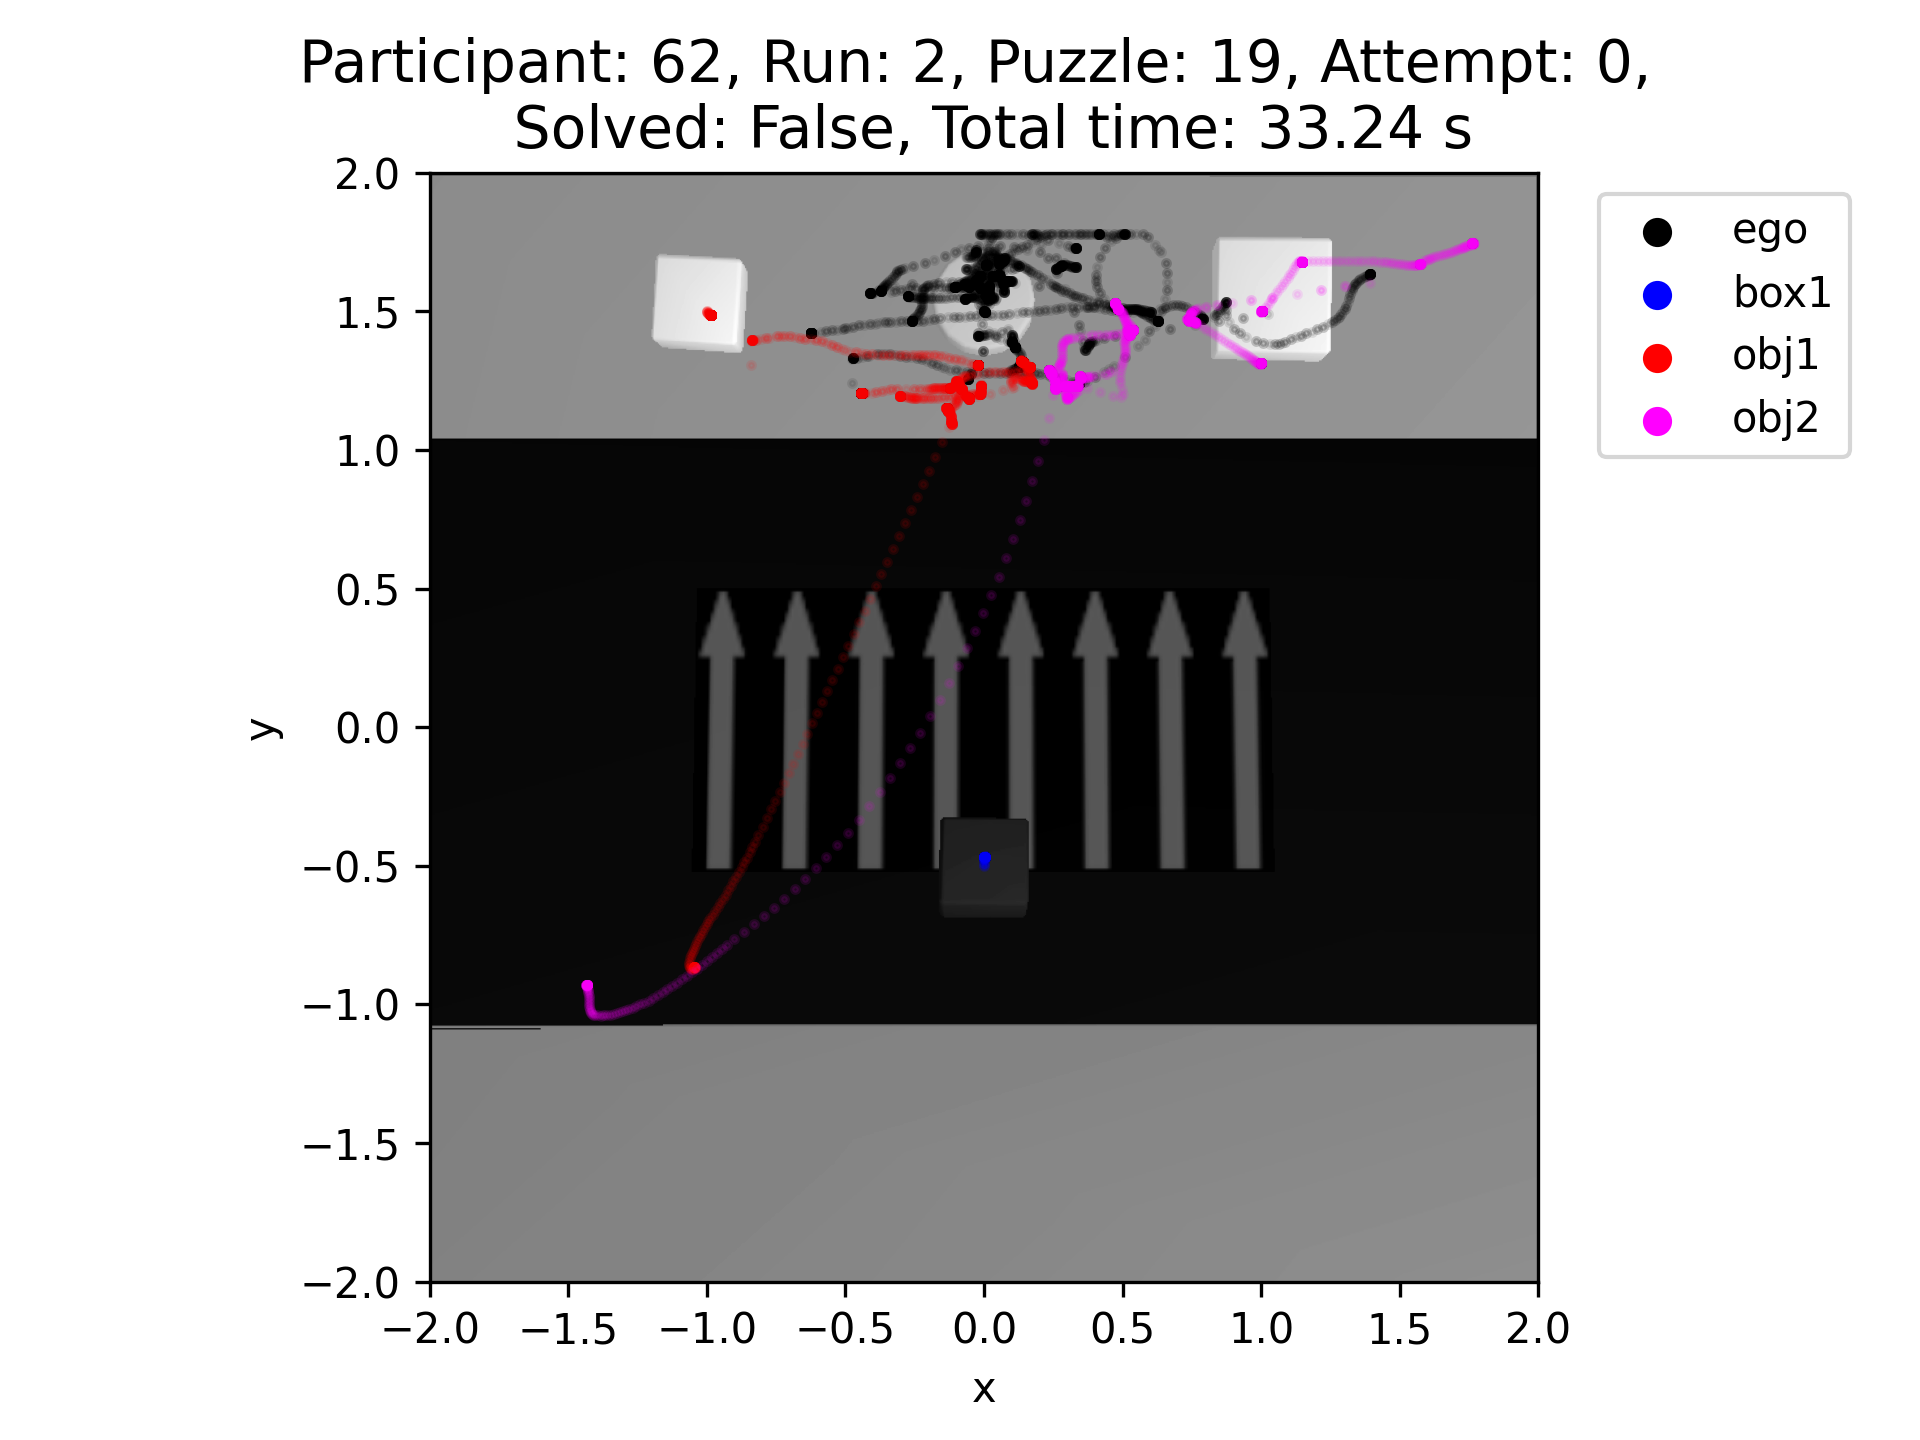 Participant: 62, Run: 2, Puzzle: 19, Attempt: 0,
Solved: False, Total time: 33.24 s
2.0
1.5
1.0
0.5
0.0
−0.5
−1.0
−1.5
−2.0
y
−2.0 −1.5 −1.0 −0.5 0.0 0.5 1.0 1.5 2.0
x
ego
box1
obj1
obj2